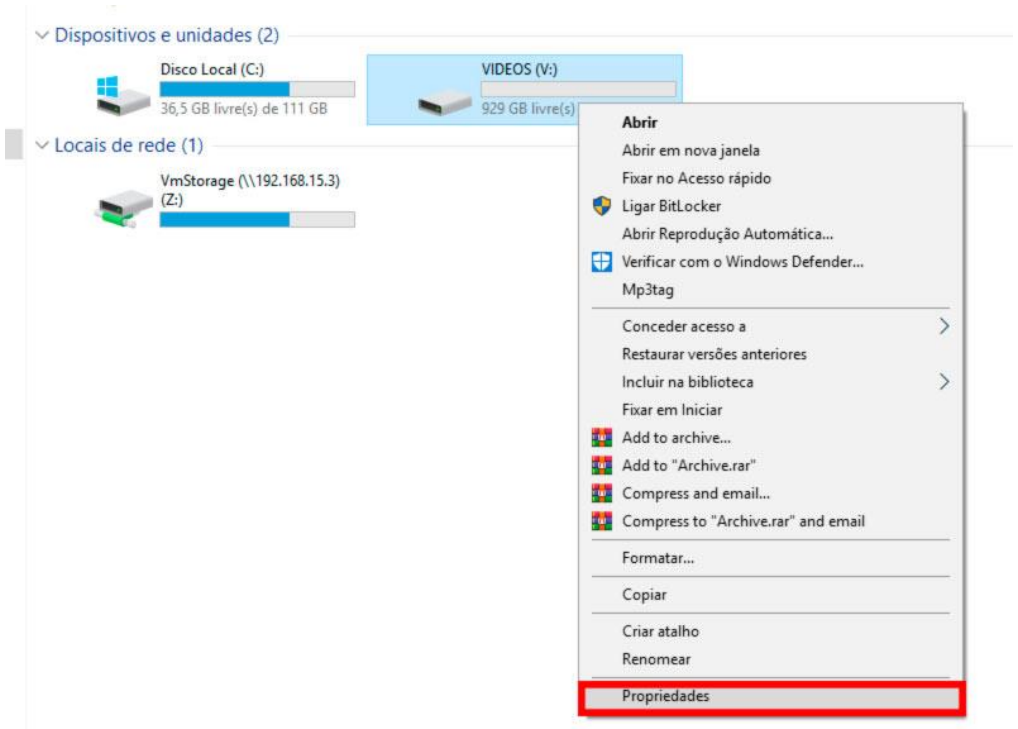 Dispositivos e unidades (2)
Disco Local (C:)
36,5 GB livre(s) de 111 GB
VIDEOS (V:)
929 GB livre(s)
Locais de rede (1)
VmStorage (\\192.168.15.3)
(Z:)
Abrir
Abrir em nova janela
Fixar no Acesso rápido
Ligar BitLocker
Abrir Reprodução Automática...
Verificar com o Windows Defender...
Mp3tag
Conceder acesso a
Restaurar versões anteriores
Incluir na biblioteca
Fixar em Iniciar
Add to archive...
Add to "Archive.rar"
Compress and email...
Compress to "Archive.rar" and email
Formatar...
Copiar
Criar atalho
Renomear
Propriedades